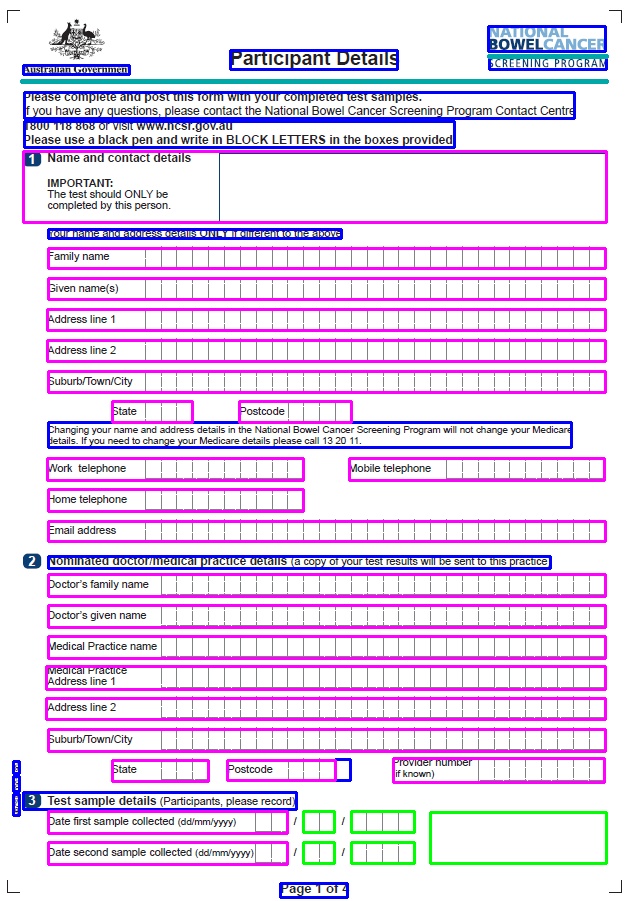 Participant Details
NATIONAL
BOWELCANCER
SCREENING PROGRAM
Australian Government
Please complete and post this form with your completed test samples.
If you have any questions, please contact the National Bowel Cancer Screening Program Contact Centre
1800 118 868 or visit www.ncsr.gov.au
Please use a black pen and write in BLOCK LETTERS in the boxes provided
1 Name and contact details
IMPORTANT:
The test should ONLY be
completed by this person.
Your name and address details ONLY if different to the above
Family name
Given name(s)
Address line 1
Address line 2
Suburb/Town/City
State Postcode
Changing your name and address details in the National Bowel Cancer Screening Program will not change your Medicare
details. If you need to change your Medicare details please call 13 20 11.
Work telephone Mobile telephone
Home telephone
Email address
2 Nominated doctor/medical practice details (a copy of your test results will be sent to this practice
Doctor's family name
Doctor's given name
Medical Practice name
Medical Practice
Address line 1
Address line 2
Suburb/Town/City
State Postcode Provider number
if known)
3 Test sample details (Participants, please record)
Date first sample collected (dd/mm/yyyy) / /
Date second sample collected (dd/mm/yyyy) / /
Page 1 of 4